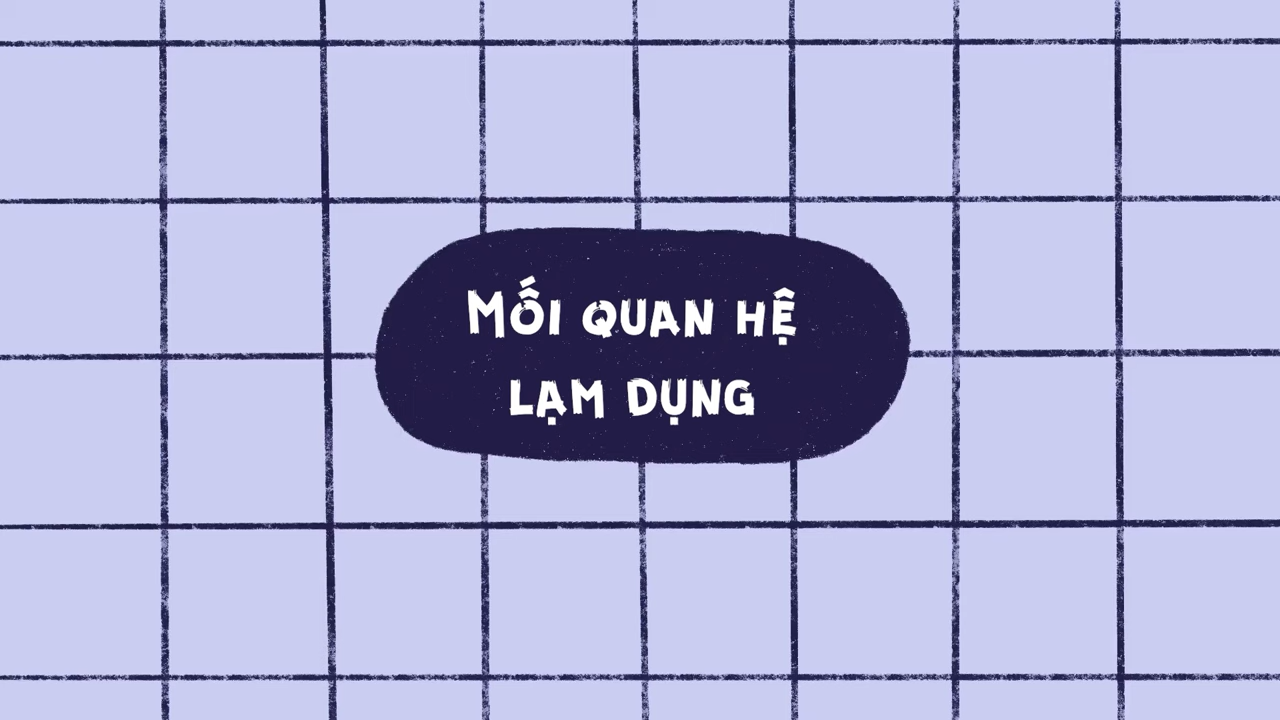 Mối quan hệ
lạm dụng